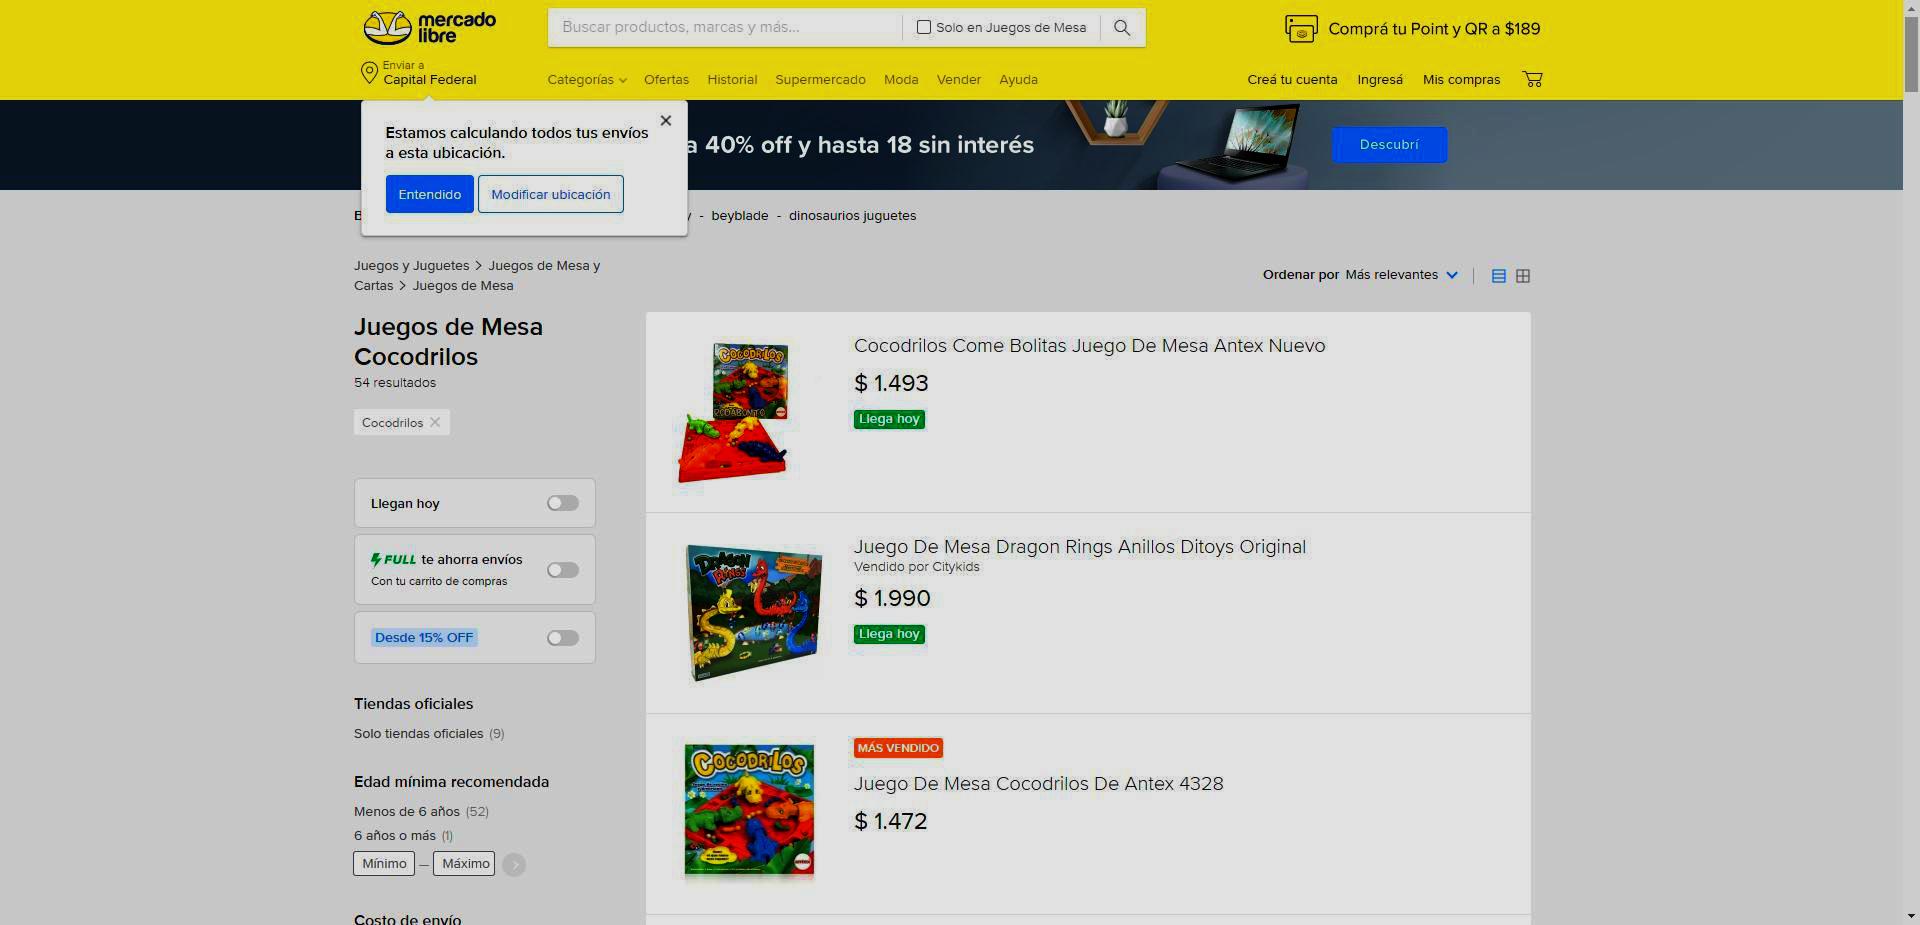 mercado
libre
Buscar productos, marcas y más...
Solo en Juegos de Mesa
Comprá tu Point y QR a $189
Enviar a
Capital Federal
Categorías
Ofertas
Historial
Supermercado
Moda
Vender
Ayuda
Creá tu cuenta
Ingresá
Mis compras
Estamos calculando todos tus envíos
a esta ubicación.
Entendido
Modificar ubicación
a 40% off y hasta 18 sin interés
Descubrí
- beyblade - dinosaurios juguetes
Juegos y Juguetes > Juegos de Mesa y
Cartas > Juegos de Mesa
Ordenar por Más relevantes
Juegos de Mesa
Cocodrilos
54 resultados
Cocodrilos
Llegan hoy
FULL te ahorra envíos
Con tu carrito de compras
Desde 15% OFF
Tiendas oficiales
Solo tiendas oficiales (9)
Edad mínima recomendada
Menos de 6 años (52)
6 años o más (1)
Mínimo — Máximo
Costo de envío
COCODRILOS
Cocodrilos Come Bolitas Juego De Mesa Antex Nuevo
$ 1.493
Llega hoy
DRAGON
RINGS
Juego De Mesa Dragon Rings Anillos Ditoys Original
Vendido por Citykids
$ 1.990
Llega hoy
COCODRILOS
MÁS VENDIDO
Juego De Mesa Cocodrilos De Antex 4328
$ 1.472